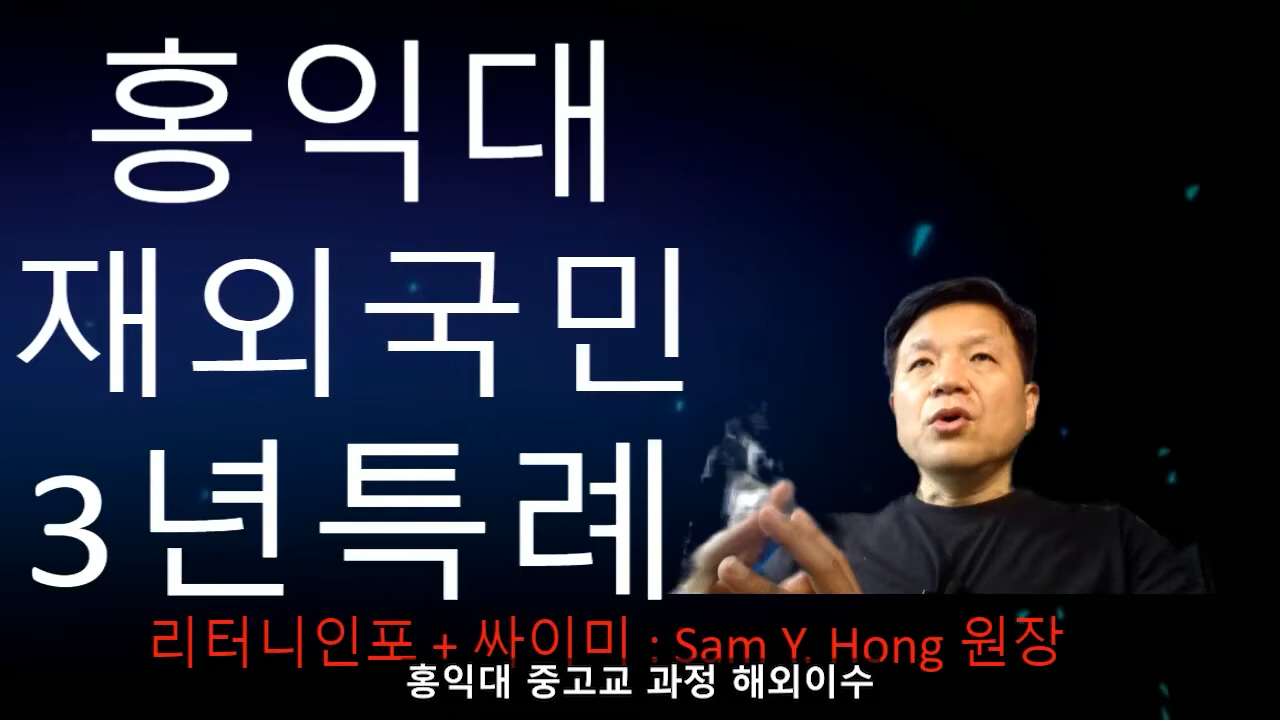 홍익대
재외국민
3년특례
리터니인포 + 싸이미 : Sam Y. Hong 원장
홍익대 중고교 과정 해외이수